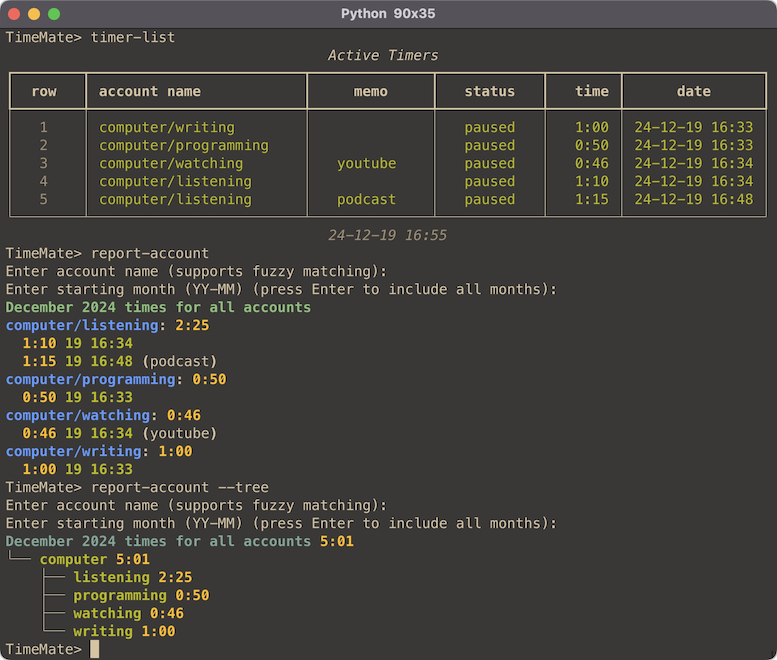 Python 90x35
TimeMate> timer-list
Active Timers
row account name memo status time date
1 computer/writing paused 1:00 24-12-19 16:33
2 computer/programming paused 0:50 24-12-19 16:33
3 computer/watching youtube paused 0:46 24-12-19 16:34
4 computer/listening paused 1:10 24-12-19 16:34
5 computer/listening podcast paused 1:15 24-12-19 16:48
24-12-19 16:55
TimeMate> report-account
Enter account name (supports fuzzy matching):
Enter starting month (YY-MM) (press Enter to include all months):
December 2024 times for all accounts
computer/listening: 2:25
1:10 19 16:34
1:15 19 16:48 (podcast)
computer/programming: 0:50
0:50 19 16:33
computer/watching: 0:46
0:46 19 16:34 (youtube)
computer/writing: 1:00
1:00 19 16:33
TimeMate> report-account --tree
Enter account name (supports fuzzy matching):
Enter starting month (YY-MM) (press Enter to include all months):
December 2024 times for all accounts 5:01
computer 5:01
listening 2:25
programming 0:50
watching 0:46
writing 1:00
TimeMate>